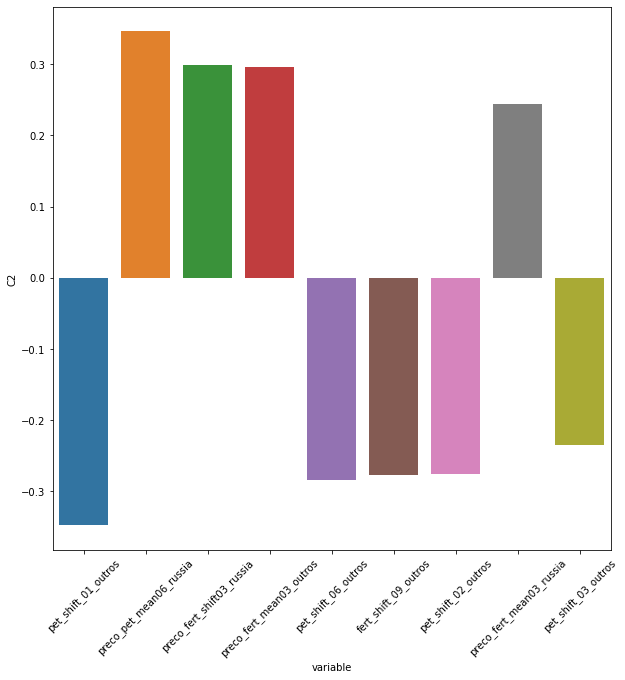 0.3
0.2
0.1
0.0
−0.1
−0.2
−0.3
C2
pet_shift_01_outros
preco_pet_mean06_russia
preco_fert_shift03_russia
preco_fert_mean03_outros
pet_shift_06_outros
fert_shift_09_outros
pet_shift_02_outros
preco_fert_mean03_russia
pet_shift_03_outros
variable